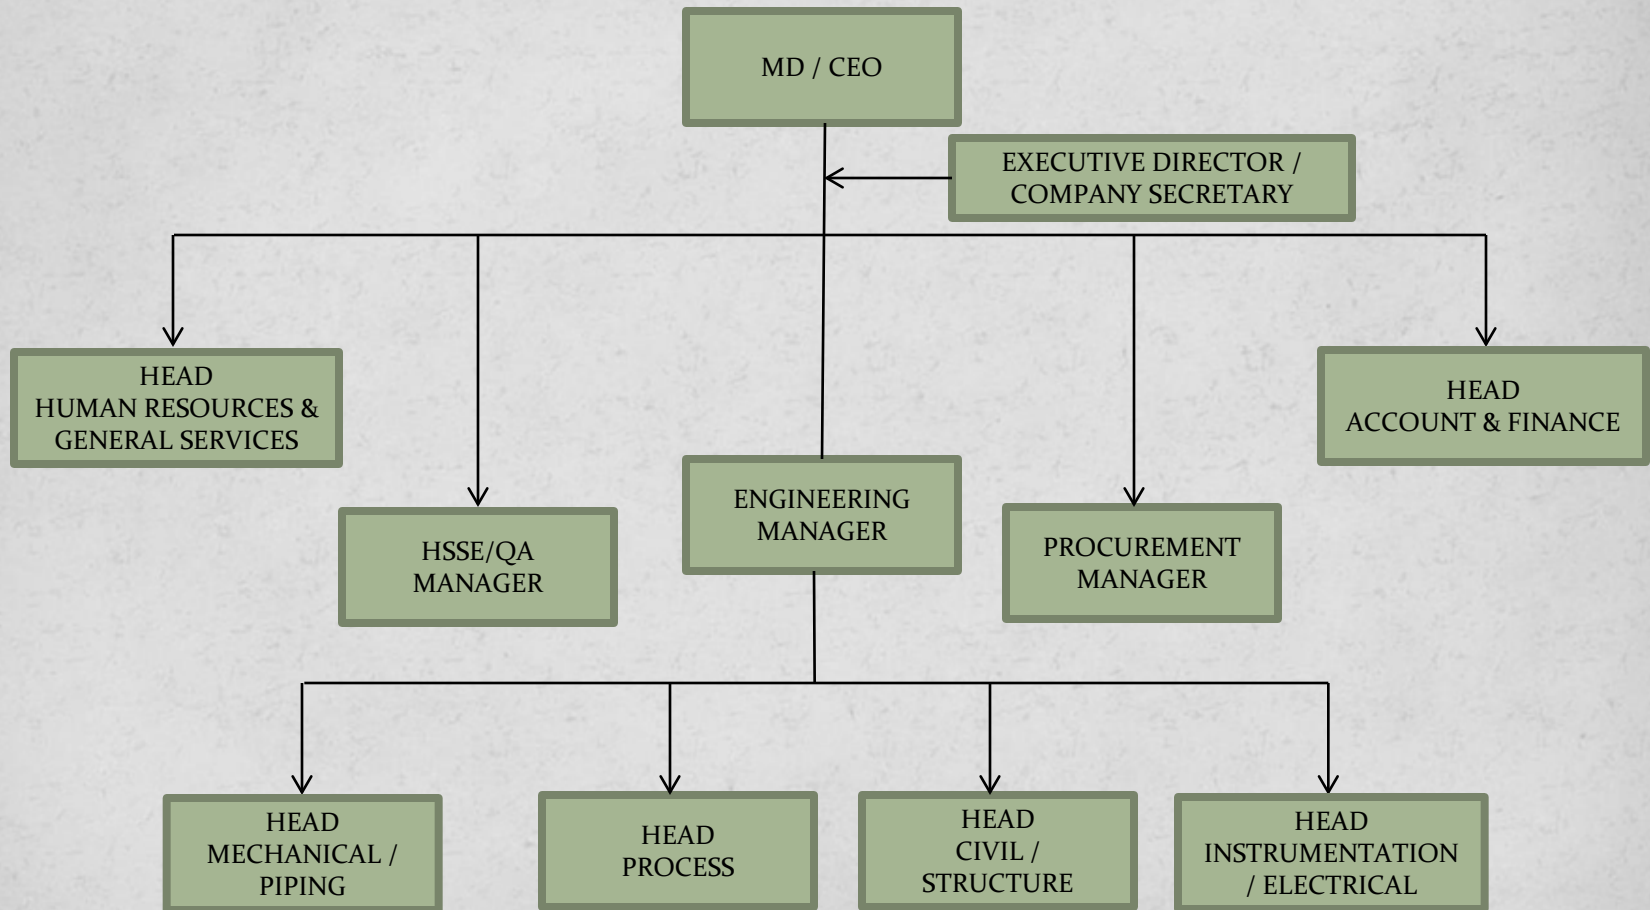 MD / CEO
EXECUTIVE DIRECTOR /
COMPANY SECRETARY
HEAD
HUMAN RESOURCES &
GENERAL SERVICES
HSSE/QA
MANAGER
ENGINEERING
MANAGER
PROCUREMENT
MANAGER
HEAD
ACCOUNT & FINANCE
HEAD
MECHANICAL /
PIPING
HEAD
PROCESS
HEAD
CIVIL /
STRUCTURE
HEAD
INSTRUMENTATION
/ ELECTRICAL